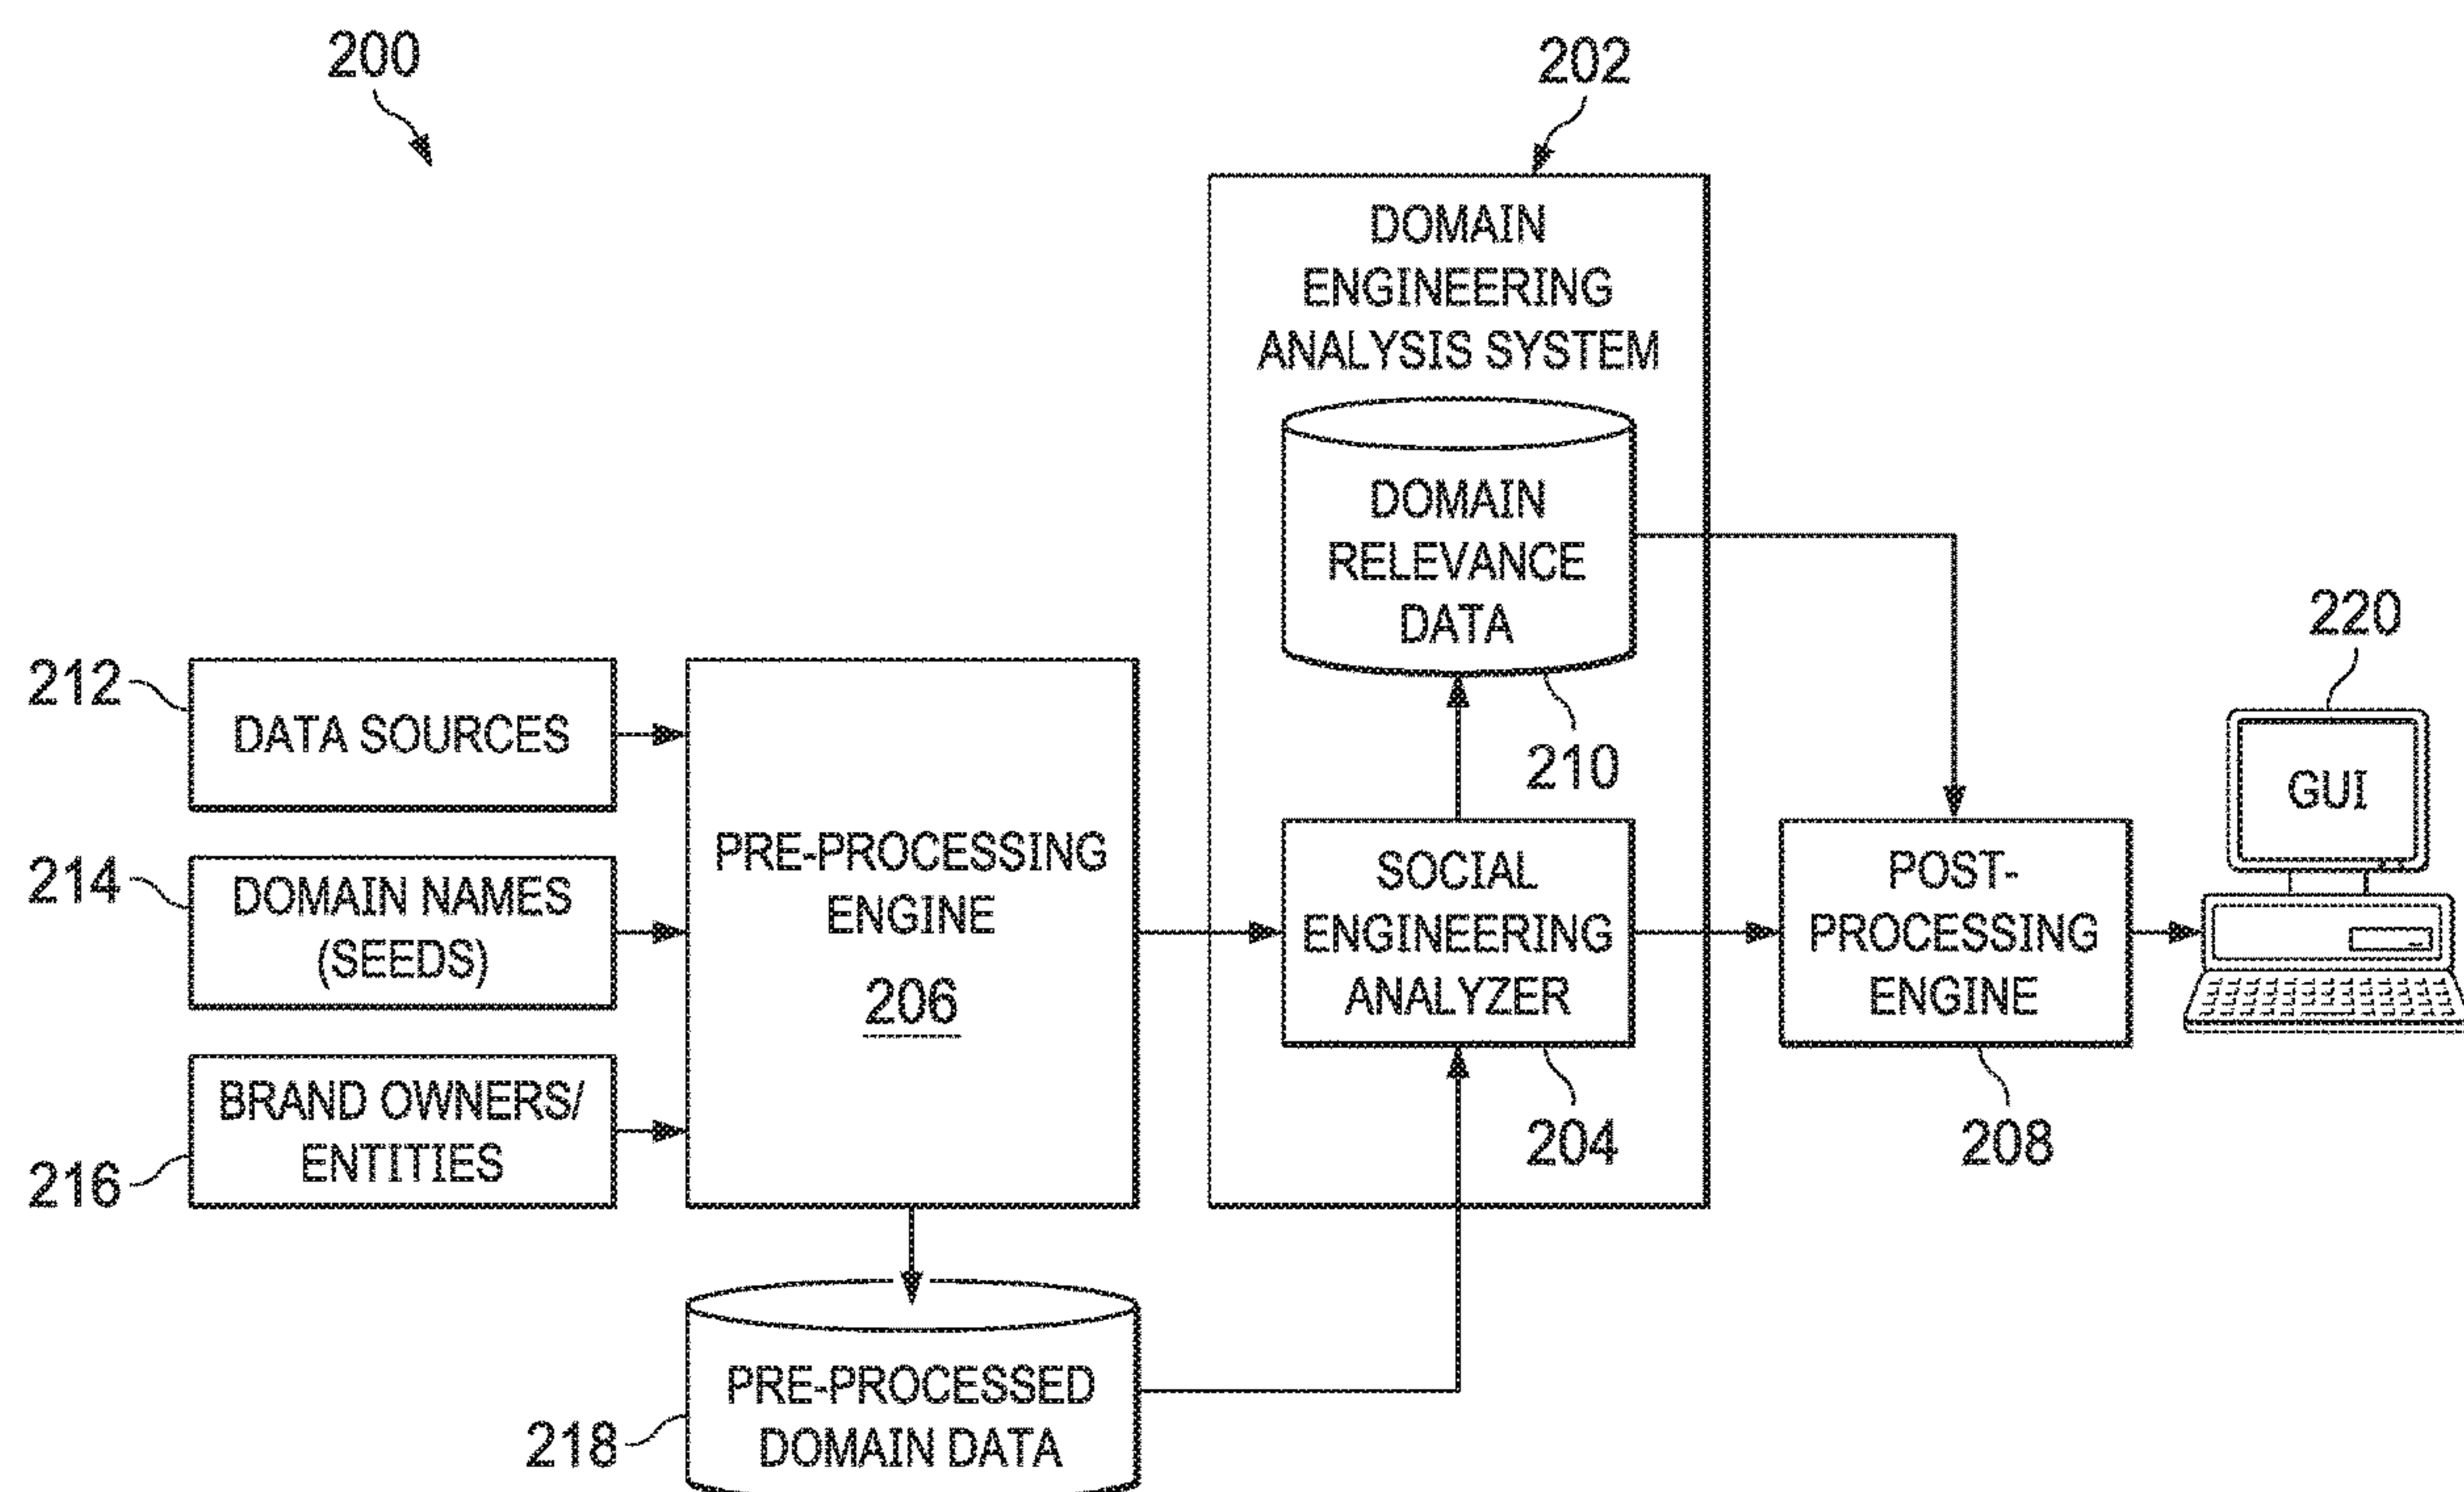 200
202
DOMAIN
ENGINEERING
ANALYSIS SYSTEM
DOMAIN
RELEVANCE
DATA
210
212
DATA SOURCES
214
DOMAIN NAMES
(SEEDS)
216
BRAND OWNERS/
ENTITIES
PRE-PROCESSING
ENGINE
206
SOCIAL
ENGINEERING
ANALYZER
204
POST-
PROCESSING
ENGINE
208
220
GUI
218
PRE-PROCESSED
DOMAIN DATA